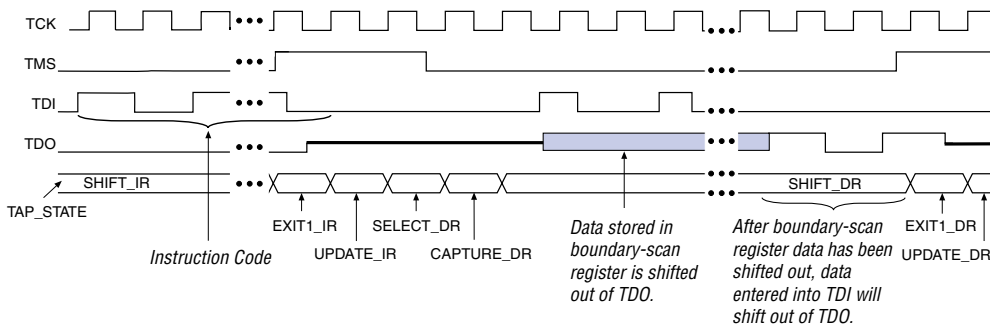 TCK
TMS
TDI
TDO
SHIFT_IR
SHIFT_DR
TAP_STATE
EXIT1_IR
SELECT_DR
EXIT1_DR
UPDATE_IR
CAPTURE_DR
UPDATE_DR
Instruction Code
Data stored in
boundary-scan
register is shifted
out of TDO.
After boundary-scan
register data has been
shifted out, data
entered into TDI will
shift out of TDO.